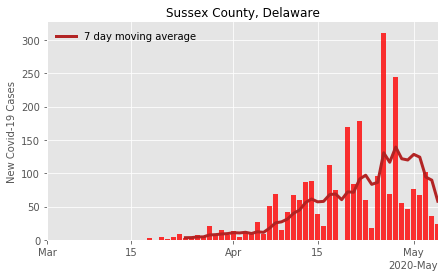 Sussex County, Delaware
7 day moving average
New Covid-19 Cases
300
250
200
150
100
50
0
Mar 15 Apr 15 May
2020-May